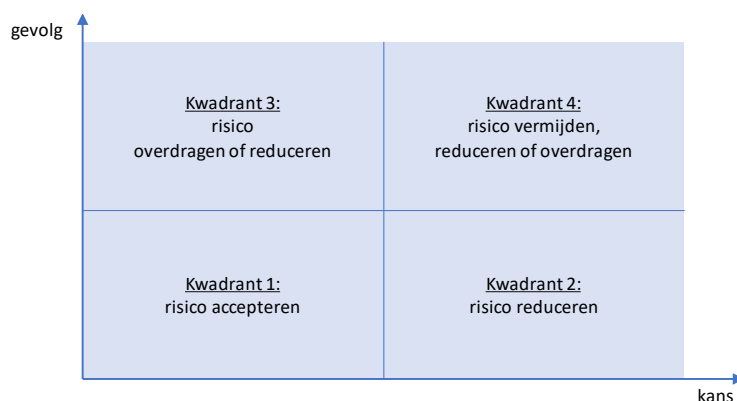 gevolg
Kwadrant 3:
risico
overdragen of reduceren
Kwadrant 4:
risico vermijden,
reduceren of overdragen
Kwadrant 1:
risico accepteren
Kwadrant 2:
risico reduceren
kans